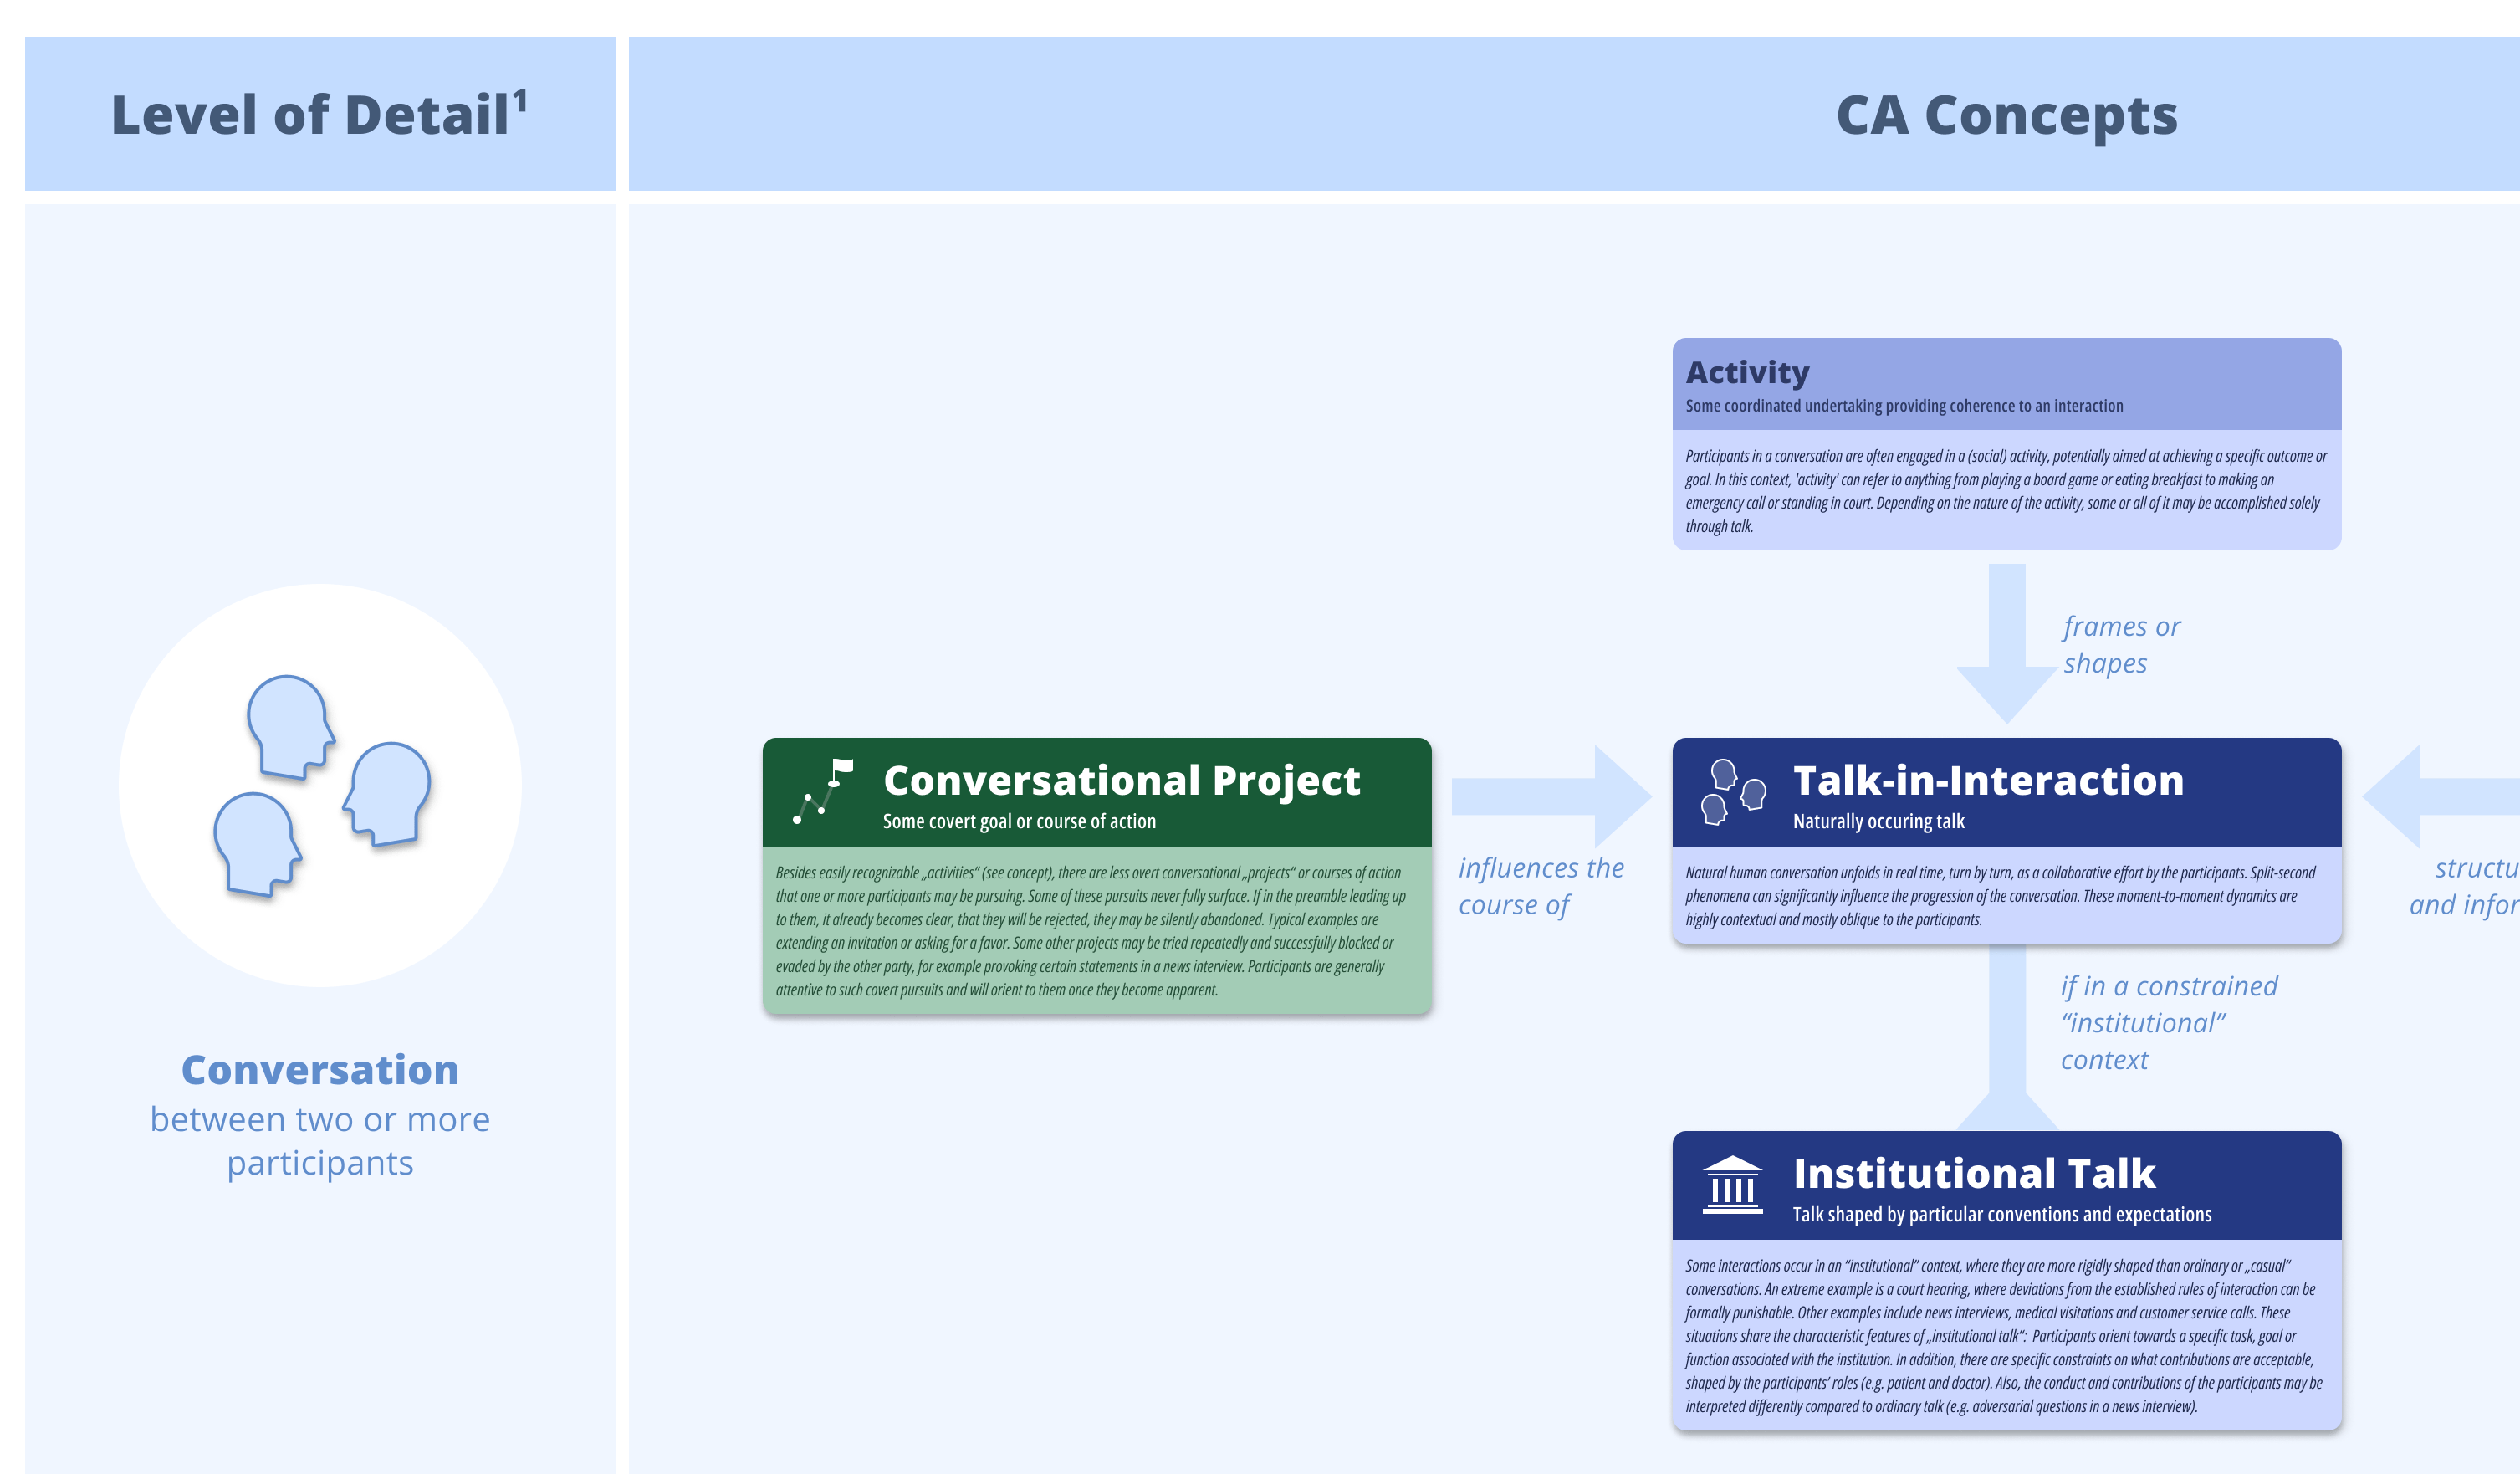 Level of Detail¹
CA Concepts
Activity
Some coordinated undertaking providing coherence to an interaction
Participants in a conversation are often engaged in a (social) activity, potentially aimed at achieving a specific outcome or
goal. In this context, 'activity' can refer to anything from playing a board game or eating breakfast to making an
emergency call or standing in court. Depending on the nature of the activity, some or all of it may be accomplished solely
through talk.
frames or
shapes
Conversational Project
Some covert goal or course of action
Besides easily recognizable „activities“ (see concept), there are less overt conversational „projects“ or courses of action
that one or more participants may be pursuing. Some of these pursuits never fully surface. If in the preamble leading up
to them, it already becomes clear, that they will be rejected, they may be silently abandoned. Typical examples are
extending an invitation or asking for a favor. Some other projects may be tried repeatedly and successfully blocked or
evaded by the other party, for example provoking certain statements in a news interview. Participants are generally
attentive to such covert pursuits and will orient to them once they become apparent.
influences the
course of
Talk-in-Interaction
Naturally occuring talk
Natural human conversation unfolds in real time, turn by turn, as a collaborative effort by the participants. Split-second
phenomena can significantly influence the progression of the conversation. These moment-to-moment dynamics are
highly contextual and mostly oblique to the participants.
structu
and infor
if in a constrained
“institutional”
context
Conversation
between two or more
participants
Institutional Talk
Talk shaped by particular conventions and expectations
Some interactions occur in an “institutional” context, where they are more rigidly shaped than ordinary or „casual“
conversations. An extreme example is a court hearing, where deviations from the established rules of interaction can be
formally punishable. Other examples include news interviews, medical visitations and customer service calls. These
situations share the characteristic features of „institutional talk“: Participants orient towards a specific task, goal or
function associated with the institution. In addition, there are specific constraints on what contributions are acceptable,
shaped by the participants’ roles (e.g. patient and doctor). Also, the conduct and contributions of the participants may be
interpreted differently compared to ordinary talk (e.g. adversarial questions in a news interview).